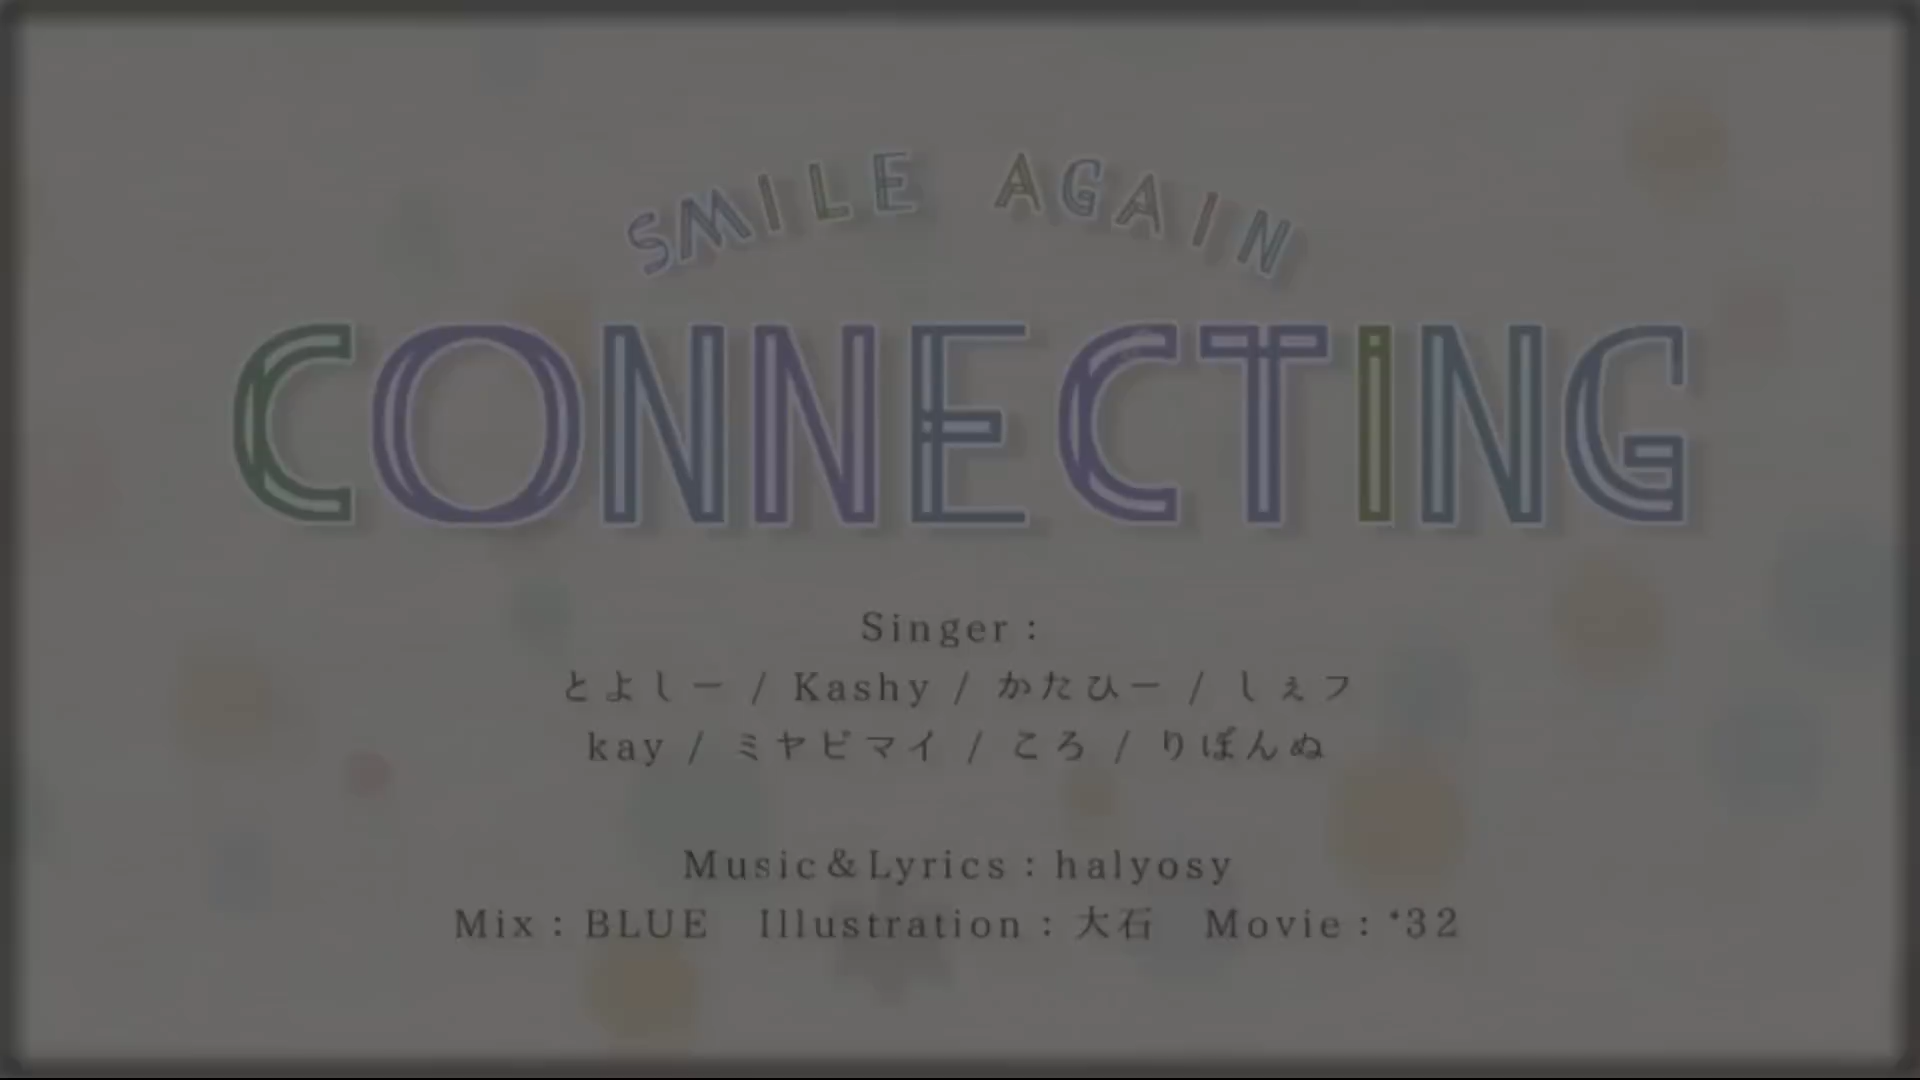 SMILE AGAIN
CONNECTING
Singer :
とよしー / Kashy / かたひー / しぇフ
kay / ミヤビマイ / ころ / りぽんぬ
Music&Lyrics : halyosy
Mix : BLUE Illustration : 大石 Movie : ‘32